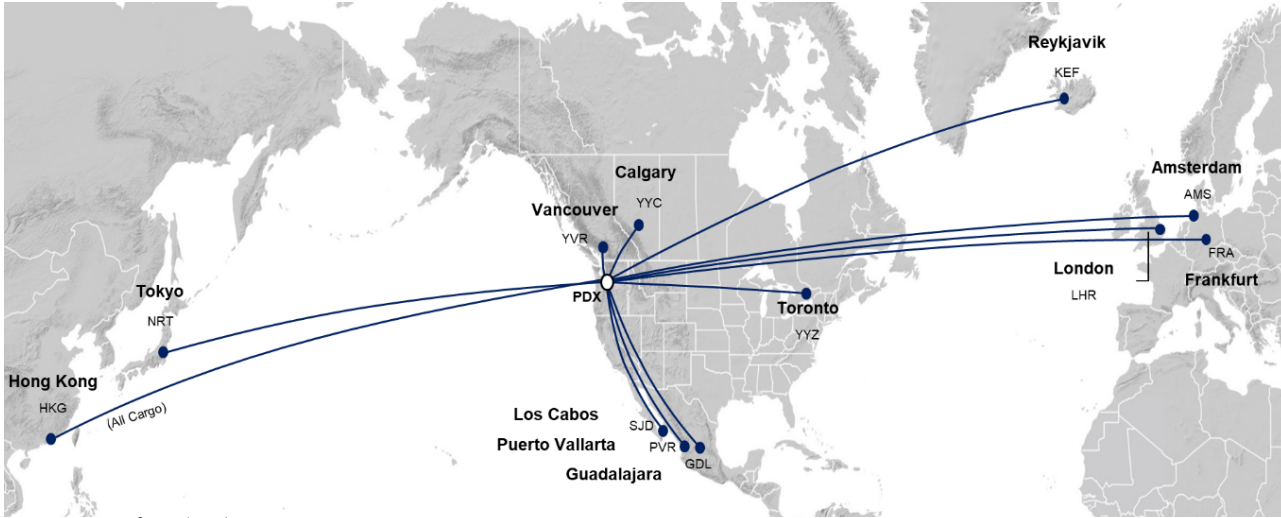 Reykjavik
KEF
Amsterdam
AMS
Calgary
YYC
Vancouver
YVR
FRA
London
LHR
Frankfurt
Tokyo
NRT
PDX
Toronto
YYZ
Hong Kong
HKG
(All Cargo)
Los Cabos
SJD
Puerto Vallarta
PVR
GDL
Guadalajara